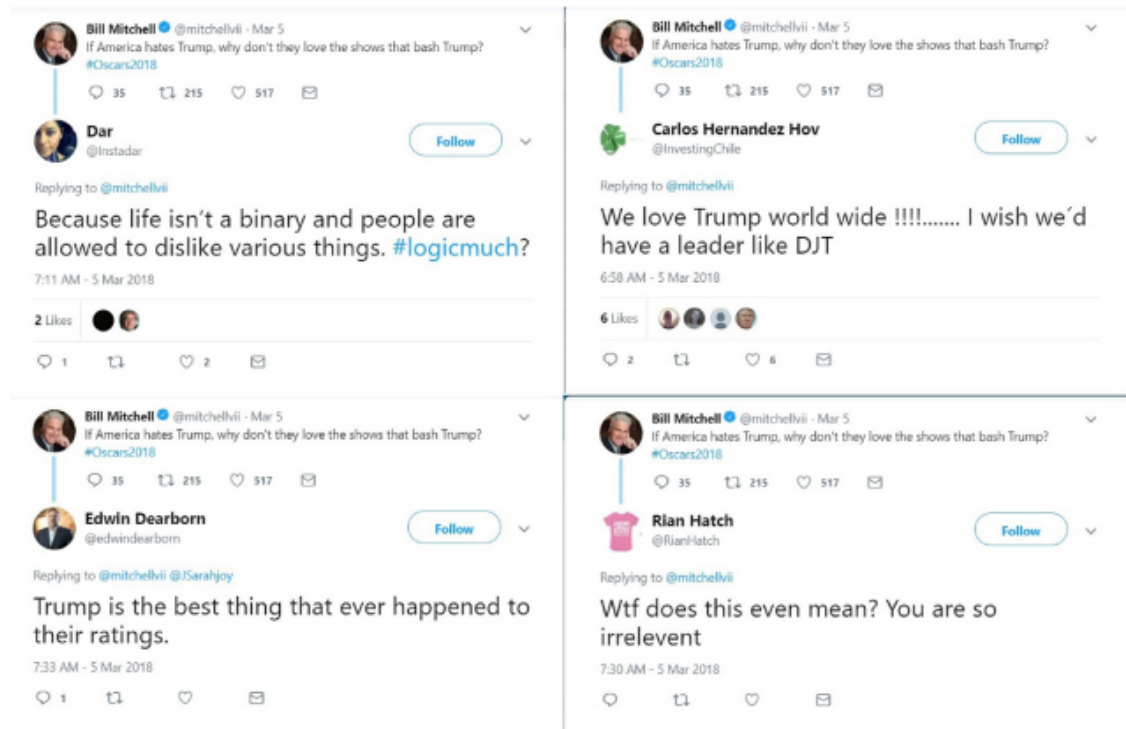 Bill Mitchell @mitchellvii · Mar 5
If America hates Trump, why don't they love the shows that bash Trump?
#Oscars2018
35 215 517
Dar
@Instadar
Follow
Replying to @mitchellvii
Because life isn't a binary and people are
allowed to dislike various things. #logicmuch?
7:11 AM - 5 Mar 2018
2 Likes
1 2
Bill Mitchell @mitchellvii · Mar 5
If America hates Trump, why don't they love the shows that bash Trump?
#Oscars2018
35 215 517
Carlos Hernandez Hov
@InvestingChile
Follow
Replying to @mitchellvii
We love Trump world wide !!!!....... I wish we´d
have a leader like DJT
6:58 AM - 5 Mar 2018
6 Likes
2 6
Bill Mitchell @mitchellvii · Mar 5
If America hates Trump, why don't they love the shows that bash Trump?
#Oscars2018
35 215 517
Edwin Dearborn
@edwindearborn
Follow
Replying to @mitchellvii @JSarahjoy
Trump is the best thing that ever happened to
their ratings.
7:33 AM - 5 Mar 2018
1
Bill Mitchell @mitchellvii · Mar 5
If America hates Trump, why don't they love the shows that bash Trump?
#Oscars2018
35 215 517
Rian Hatch
@RianHatch
Follow
Replying to @mitchellvii
Wtf does this even mean? You are so
irrelevent
7:30 AM - 5 Mar 2018